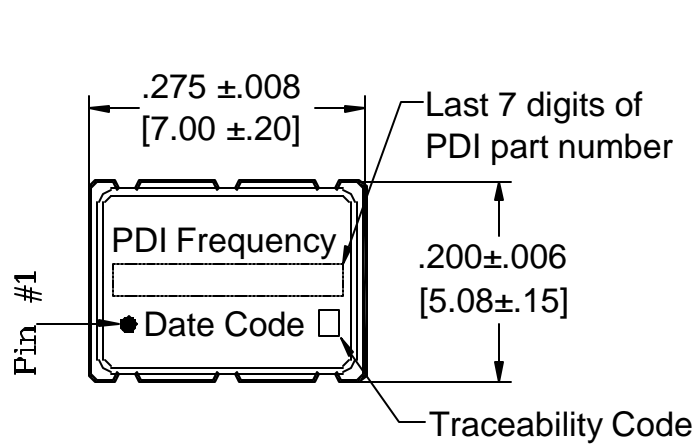 .275 ±.008
[7.00 ±.20]
Last 7 digits of
PDI part number
PDI Frequency
.200±.006
[5.08±.15]
Pin #1
Date Code
Traceability Code